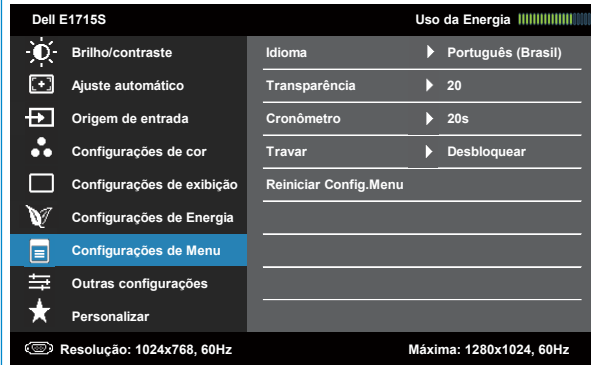 Dell E1715S Uso da Energia
Brilho/contraste Idioma Português (Brasil)
Ajuste automático Transparência 20
Origem de entrada Cronômetro 20s
Configurações de cor Travar Desbloquear
Configurações de exibição Reiniciar Config.Menu
Configurações de Energia
Configurações de Menu
Outras configurações
Personalizar
Resolução: 1024x768, 60Hz Máxima: 1280x1024, 60Hz